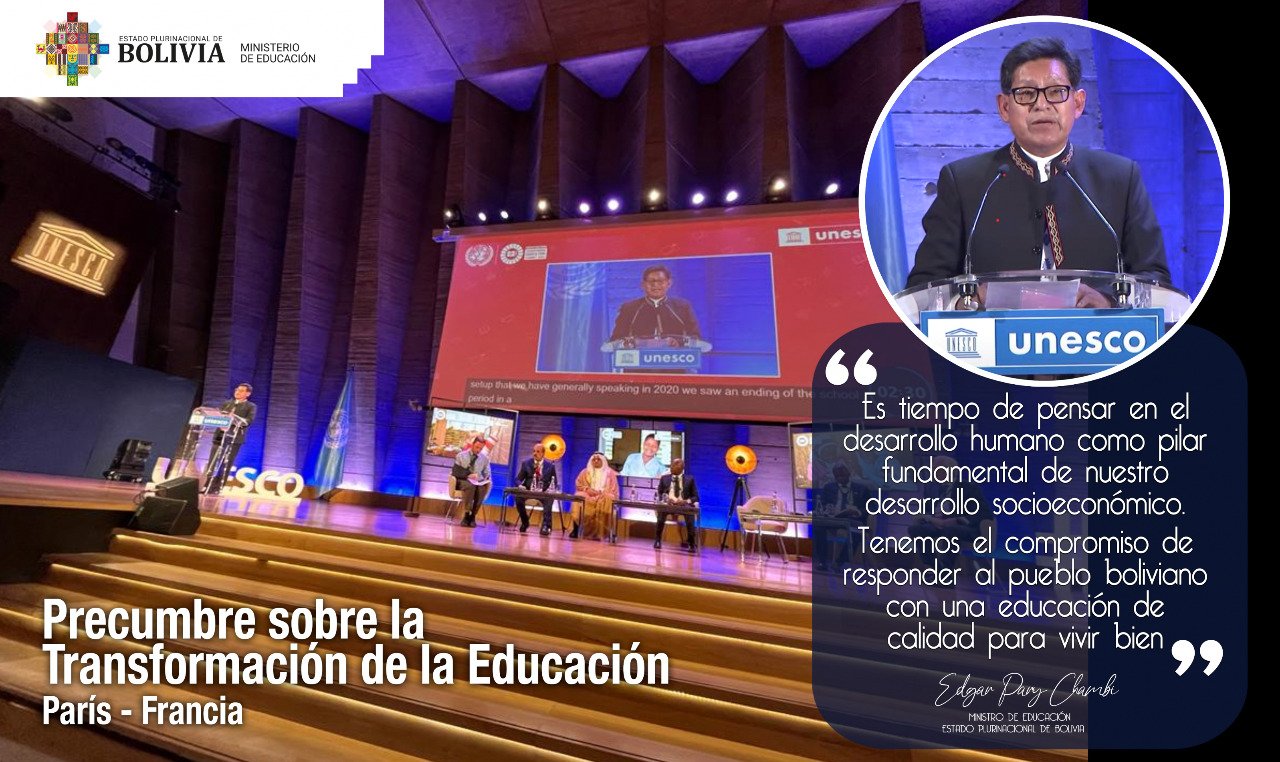 ESTADO PLURINACIONAL DE
BOLIVIA
MINISTERIO
DE EDUCACIÓN
UNESCO
unesco
unesco
setup that we have generally speaking in 2020 we saw an ending of the school
period in a
02:30
unesco
UNESCO
unesco
Es tiempo de pensar en el
desarrollo humano como pilar
fundamental de nuestro
desarrollo socioeconómico.
Tenemos el compromiso de
responder al pueblo boliviano
con una educación de
calidad para vivir bien
Edgar Pary Chambi
MINISTRO DE EDUCACIÓN
ESTADO PLURINACIONAL DE BOLIVIA
Precumbre sobre la
Transformación de la Educación
París - Francia